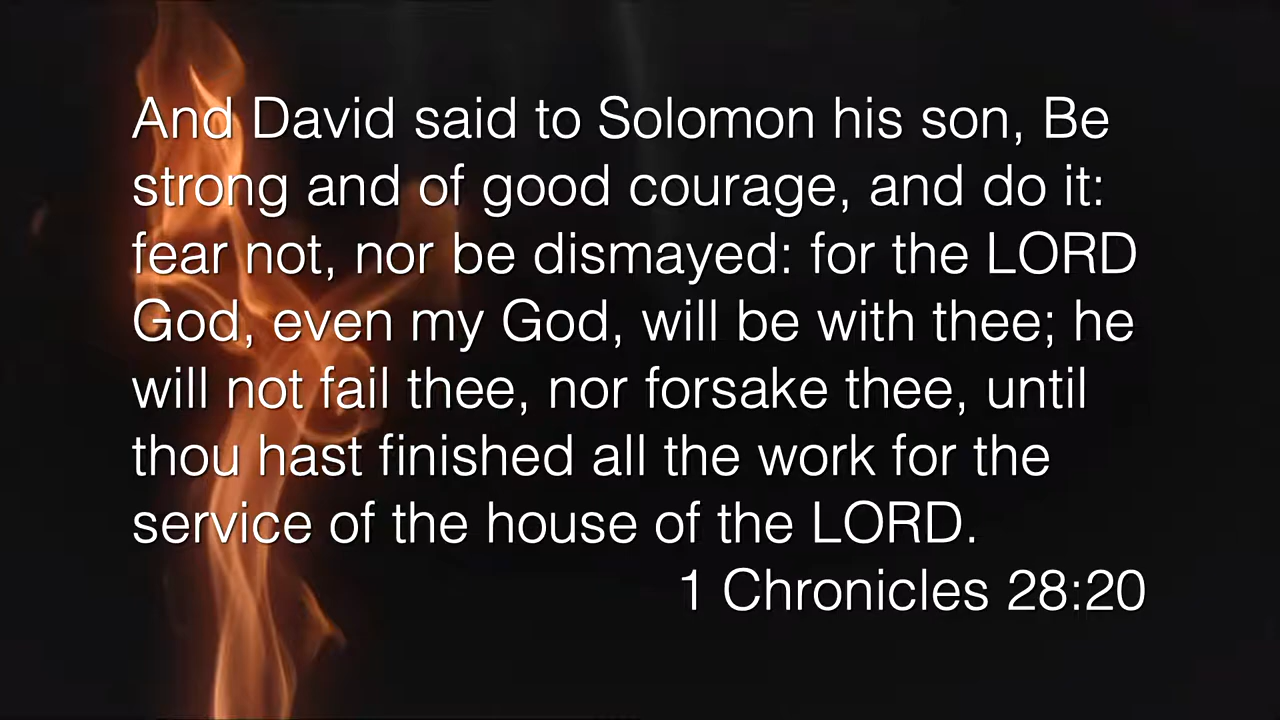 And David said to Solomon his son, Be
strong and of good courage, and do it:
fear not, nor be dismayed: for the LORD
God, even my God, will be with thee; he
will not fail thee, nor forsake thee, until
thou hast finished all the work for the
service of the house of the LORD.
1 Chronicles 28:20